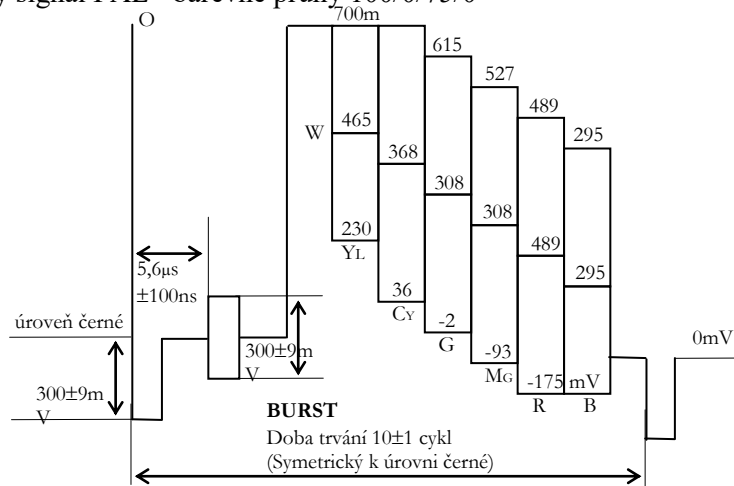 signál PAL - barevné pruhy 100/0/75/0
O
700m
615
527
489
295
W
465
368
308
308
489
295
230
YL
36
CY
-2
G
-93
MG
-175 mV
R
B
5,6µs
±100ns
úroveň černé
300±9m
V
300±9m
V
0mV
BURST
Doba trvání 10±1 cykl
(Symetrický k úrovni černé)